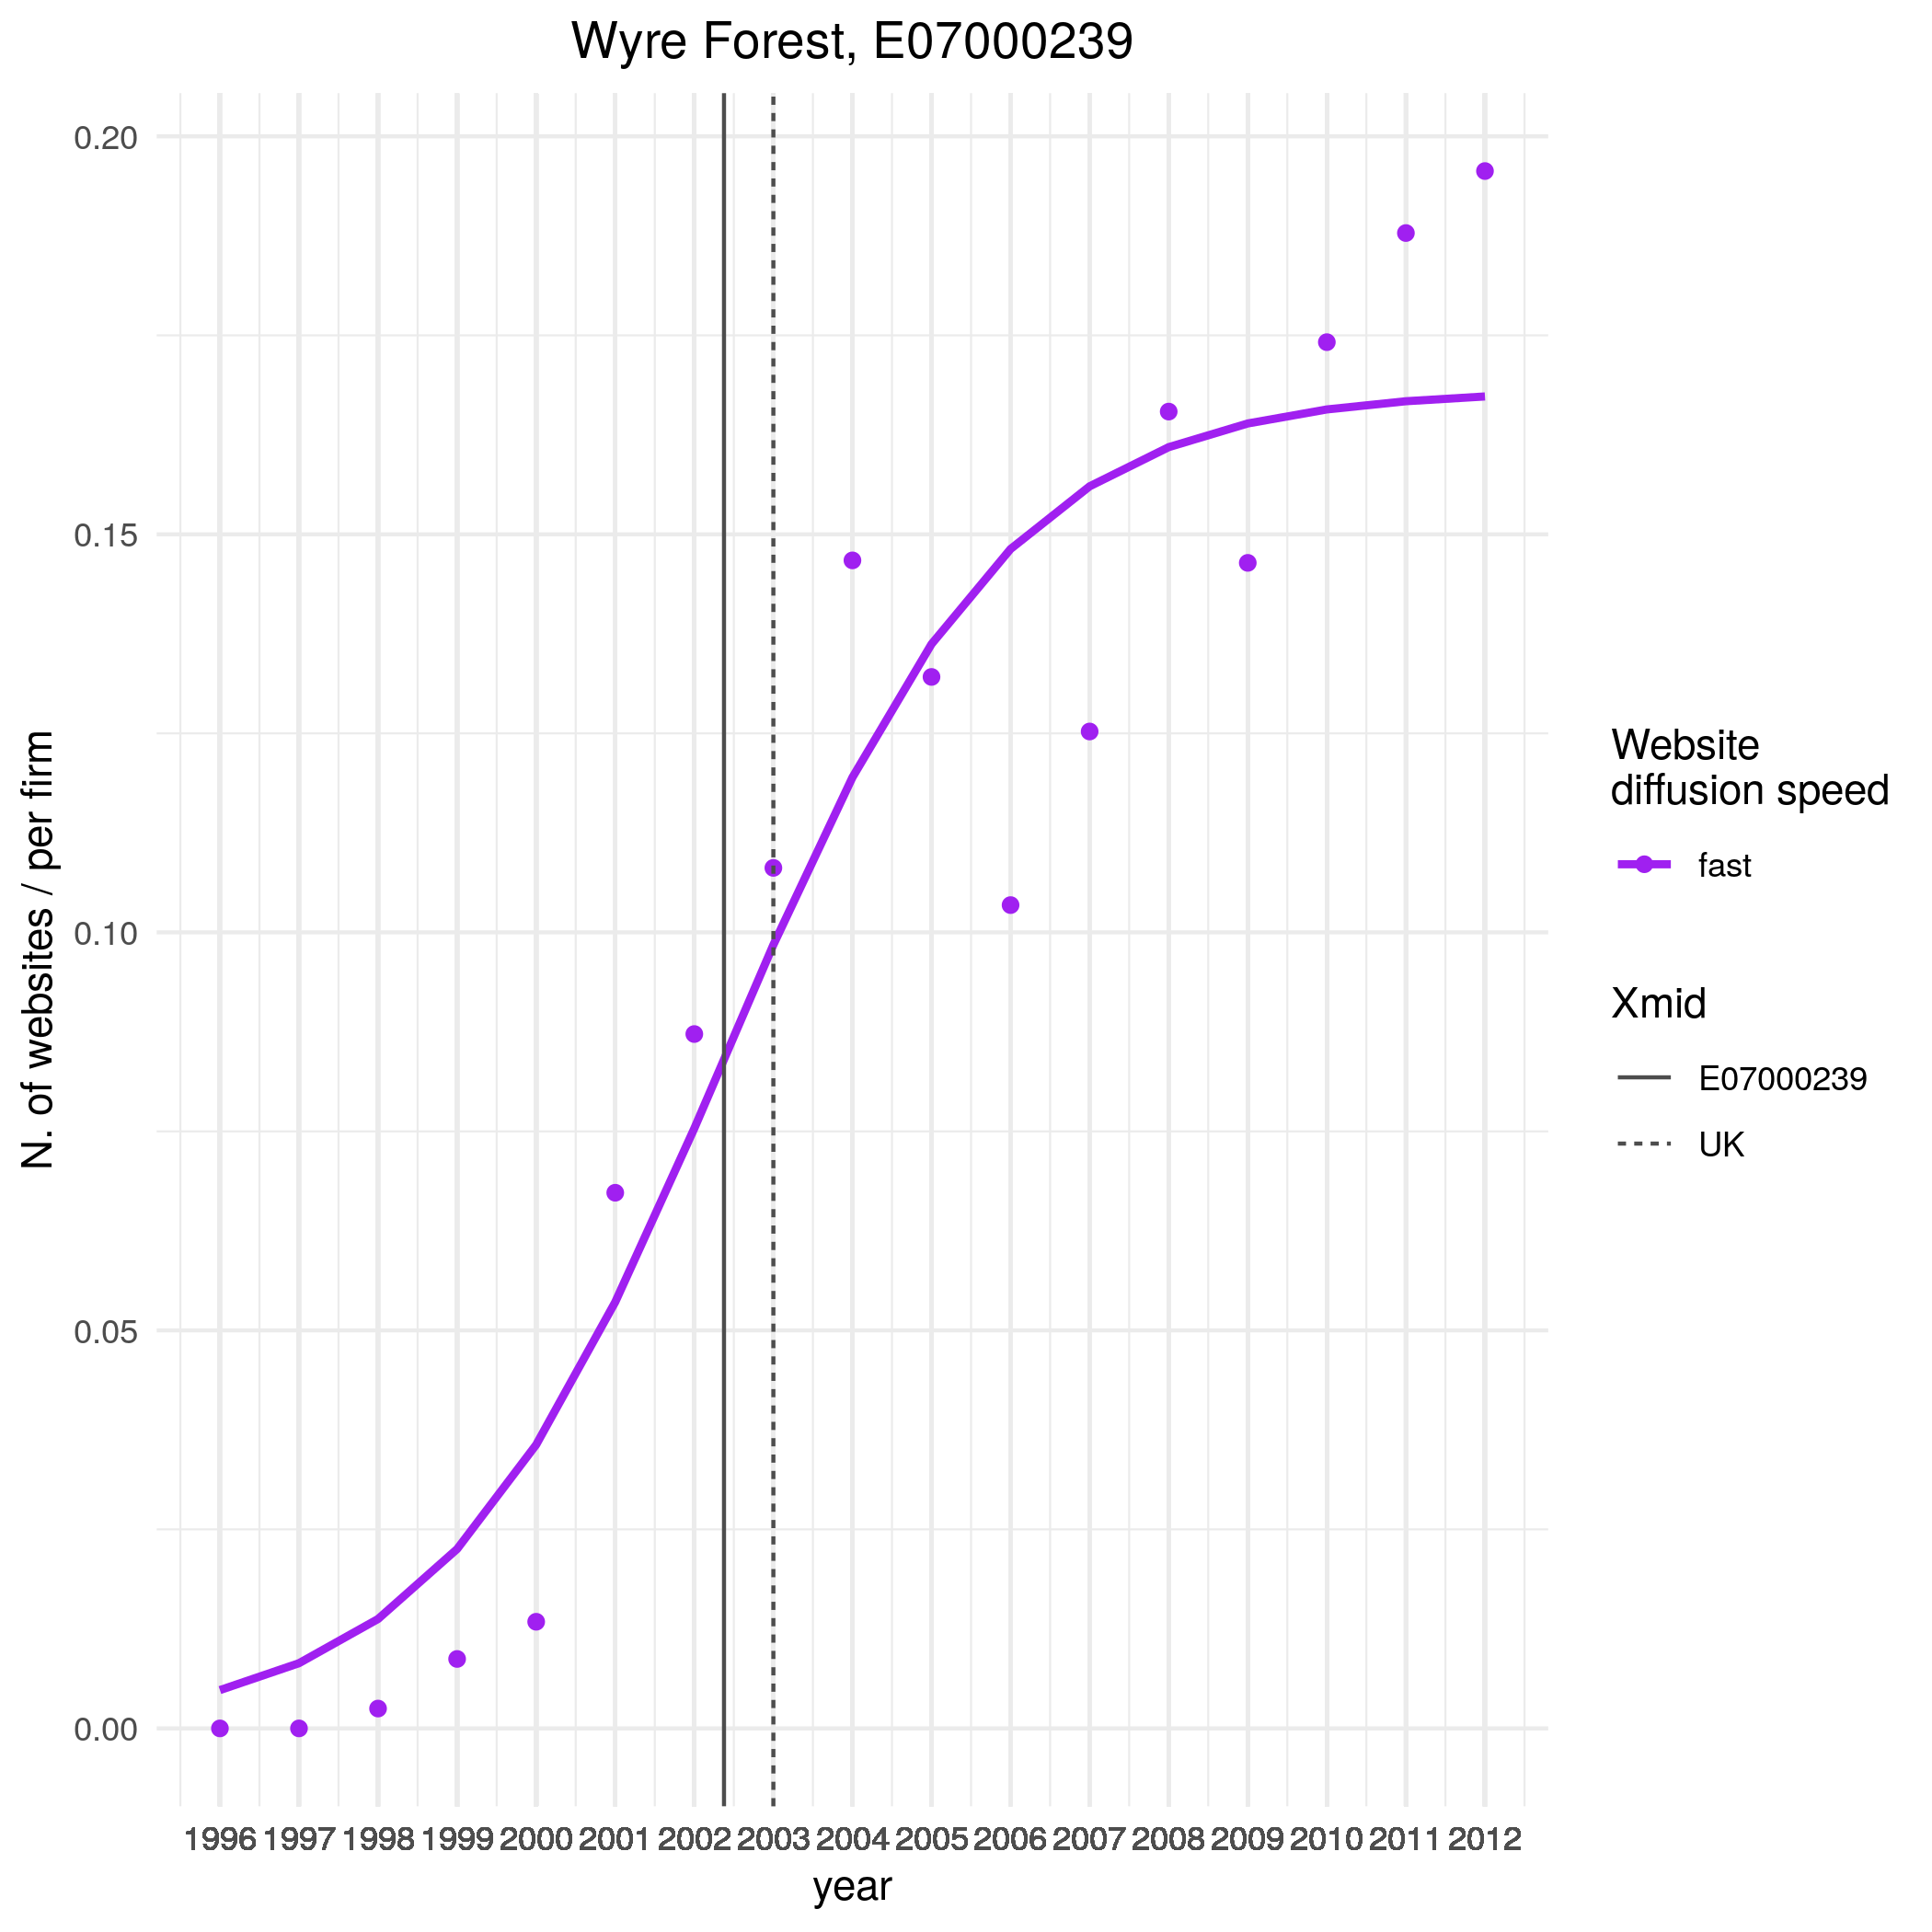 Wyre Forest, E07000239
0.20
0.15
0.10
0.05
0.00
N. of websites / per firm
1996 1997 1998 1999 2000 2001 2002 2003 2004 2005 2006 2007 2008 2009 2010 2011 2012
year
Website
diffusion speed
fast
Xmid
E07000239
UK